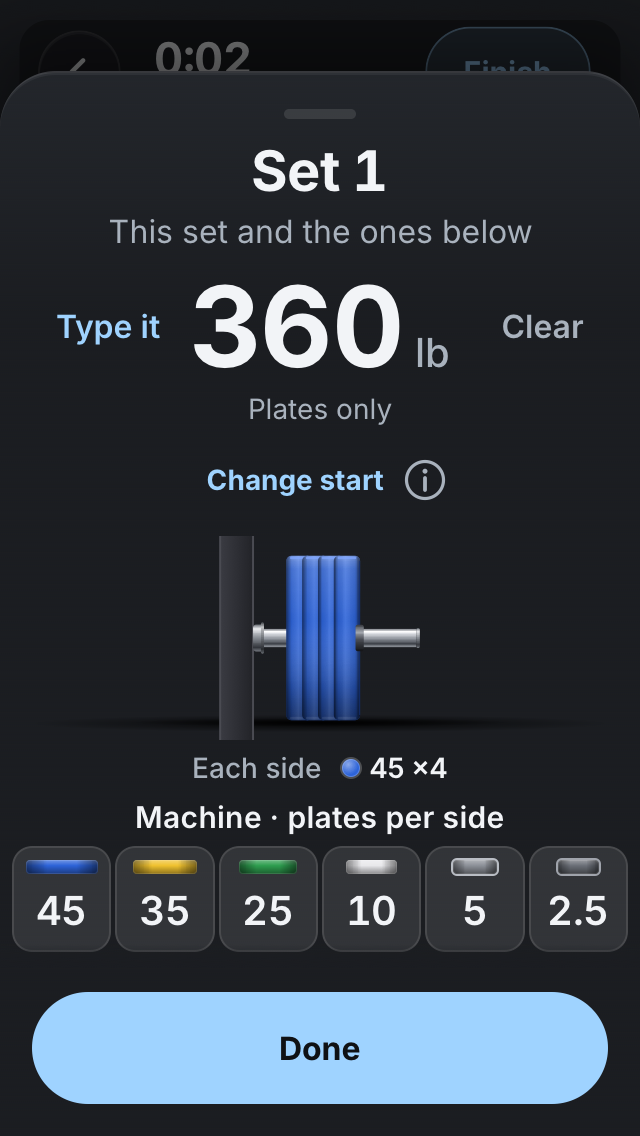 0:02
Finish
Set 1
This set and the ones below
Type it
360 lb
Clear
Plates only
Change start
Each side 45 ×4
Machine · plates per side
45
35
25
10
5
2.5
Done